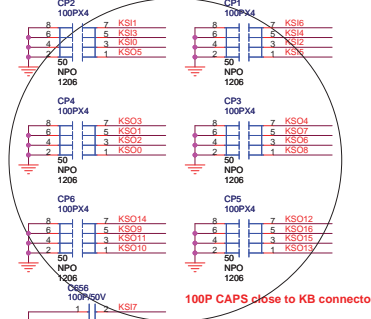 CP2
100PX4
8 7 KSI1
6 5 KSI3
4 3 KSI0
2 1 KSO5
50
NPO
1206
CP1
100PX4
8 7 KSI6
6 5 KSI4
4 3 KSI2
2 1 KSI5
50
NPO
1206
CP4
100PX4
8 7 KSO3
6 5 KSO1
4 3 KSO2
2 1 KSO0
50
NPO
1206
CP3
100PX4
8 7 KSO4
6 5 KSO7
4 3 KSO6
2 1 KSO8
50
NPO
1206
CP6
100PX4
8 7 KSO14
6 5 KSO9
4 3 KSO11
2 1 KSO10
50
NPO
1206
CP5
100PX4
8 7 KSO12
6 5 KSO16
4 3 KSO15
2 1 KSO13
50
NPO
1206
C656
100P/50V
1 2 KSI7
100P CAPS close to KB connecto